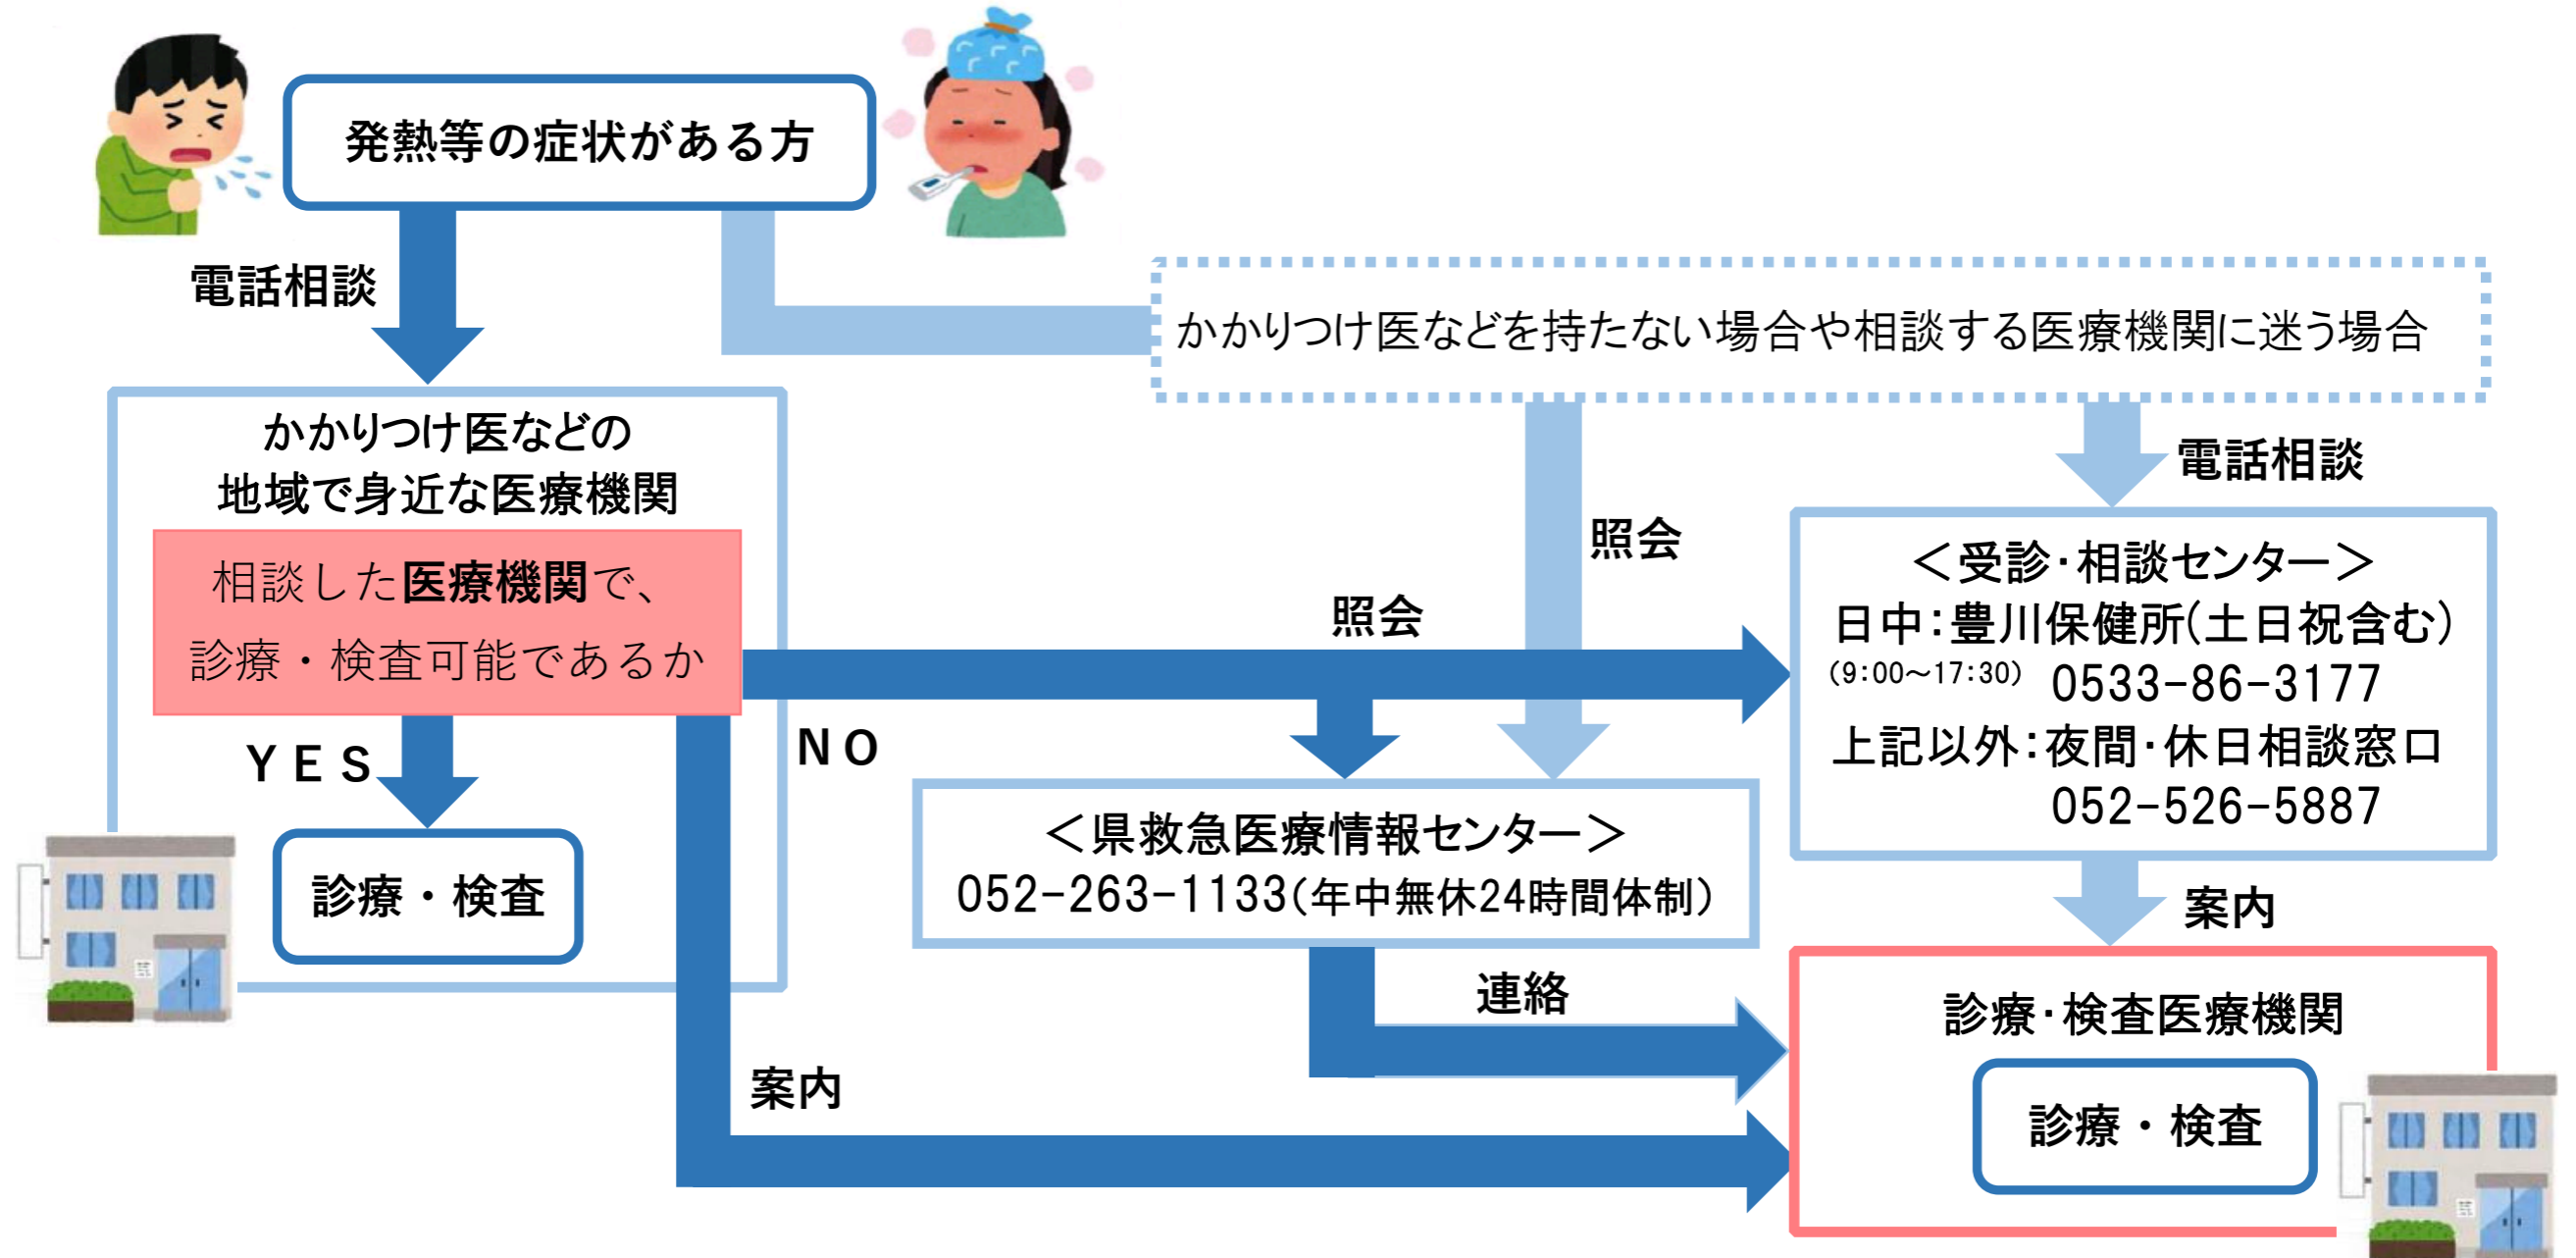 発熱等の症状がある方
電話相談
かかりつけ医などを持たない場合や相談する医療機関に迷う場合
かかりつけ医などの
地域で身近な医療機関
相談した医療機関で、
診療・検査可能であるか
YES
診療・検査
NO
照会
照会
電話相談
<受診・相談センター>
日中:豊川保健所(土日祝含む)
(9:00~17:30) 0533-86-3177
上記以外:夜間・休日相談窓口
052-526-5887
<県救急医療情報センター>
052-263-1133(年中無休24時間体制)
案内
連絡
案内
診療・検査医療機関
診療・検査